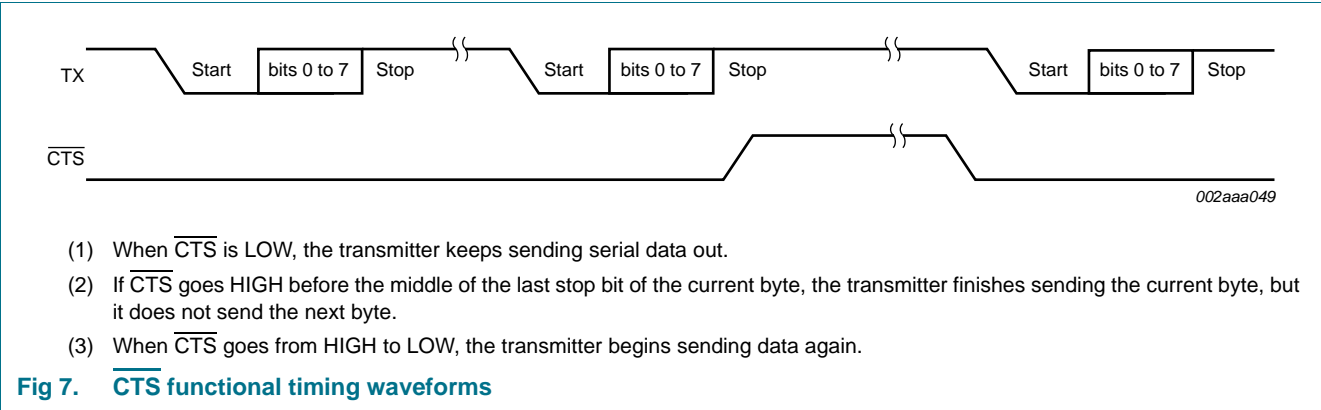 TX Start bits 0 to 7 Stop Start bits 0 to 7 Stop Start bits 0 to 7 Stop
CTS
002aaa049
(1) When CTS is LOW, the transmitter keeps sending serial data out.
(2) If CTS goes HIGH before the middle of the last stop bit of the current byte, the transmitter finishes sending the current byte, but
it does not send the next byte.
(3) When CTS goes from HIGH to LOW, the transmitter begins sending data again.
Fig 7. CTS functional timing waveforms